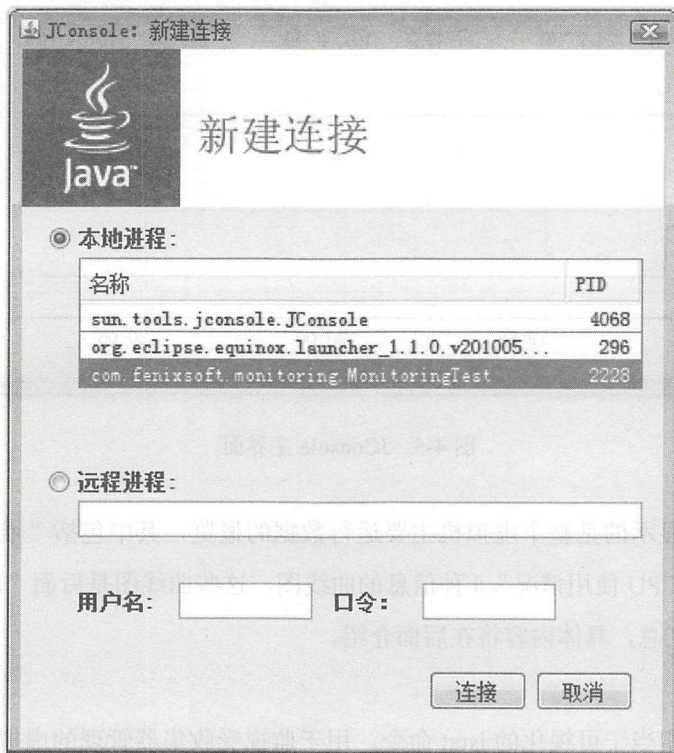 JConsole: 新建连接
Java
新建连接
本地进程:
名称 PID
sun.tools.jconsole.JConsole 4068
org.eclipse.equinox.launcher_1.1.0.v201005... 296
com.fenixsoft.monitoring.MonitoringTest 2228
远程进程:
用户名: 口令:
连接 取消